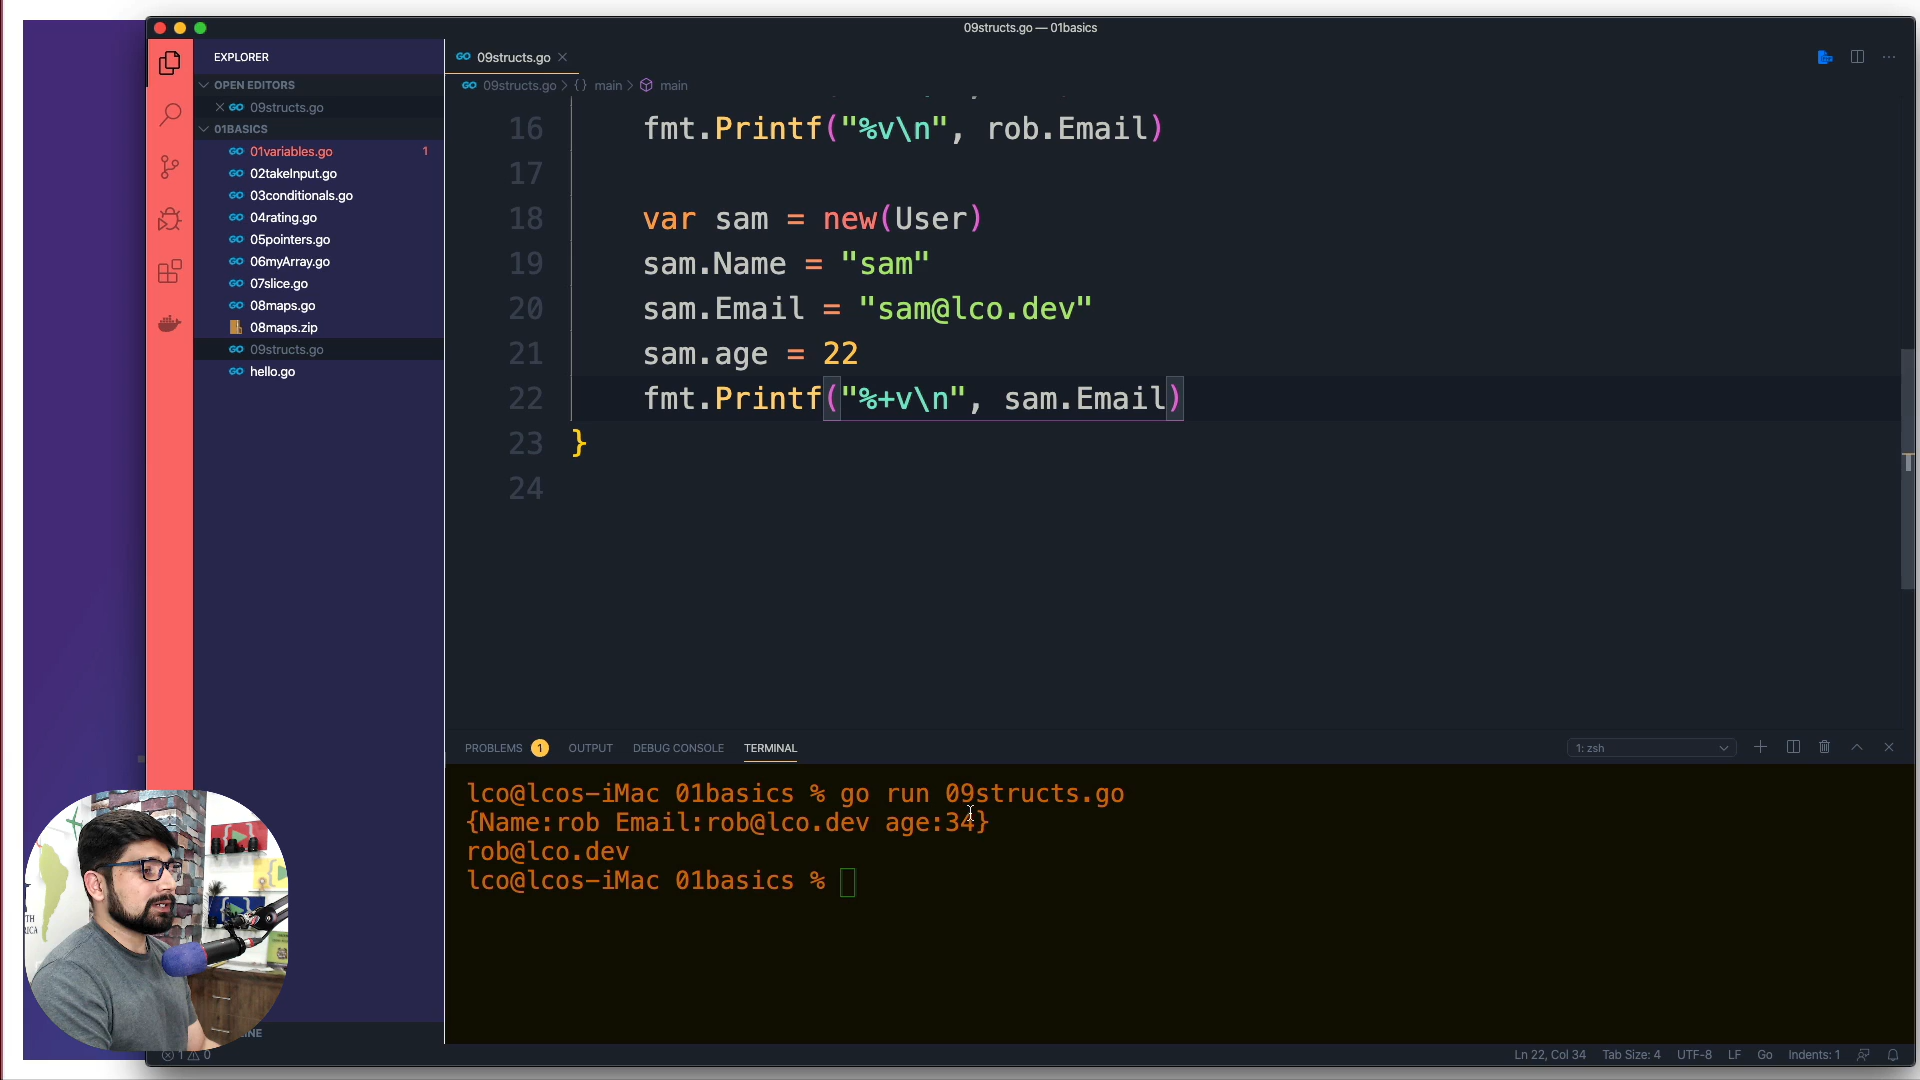 09structs.go — 01basics
EXPLORER
OPEN EDITORS
09structs.go
01BASICS
01variables.go 1
02takeInput.go
03conditionals.go
04rating.go
05pointers.go
06myArray.go
07slice.go
08maps.go
08maps.zip
09structs.go
hello.go
09structs.go
09structs.go > {} main > main
16 fmt.Printf("%v\n", rob.Email)
17
18 var sam = new(User)
19 sam.Name = "sam"
20 sam.Email = "sam@lco.dev"
21 sam.age = 22
22 fmt.Printf("%+v\n", sam.Email)
23 }
24
PROBLEMS 1 OUTPUT DEBUG CONSOLE TERMINAL 1: zsh
lco@lcos-iMac 01basics % go run 09structs.go
{Name:rob Email:rob@lco.dev age:34}
rob@lco.dev
lco@lcos-iMac 01basics %
1 0 Ln 22, Col 34 Tab Size: 4 UTF-8 LF Go Indents: 1